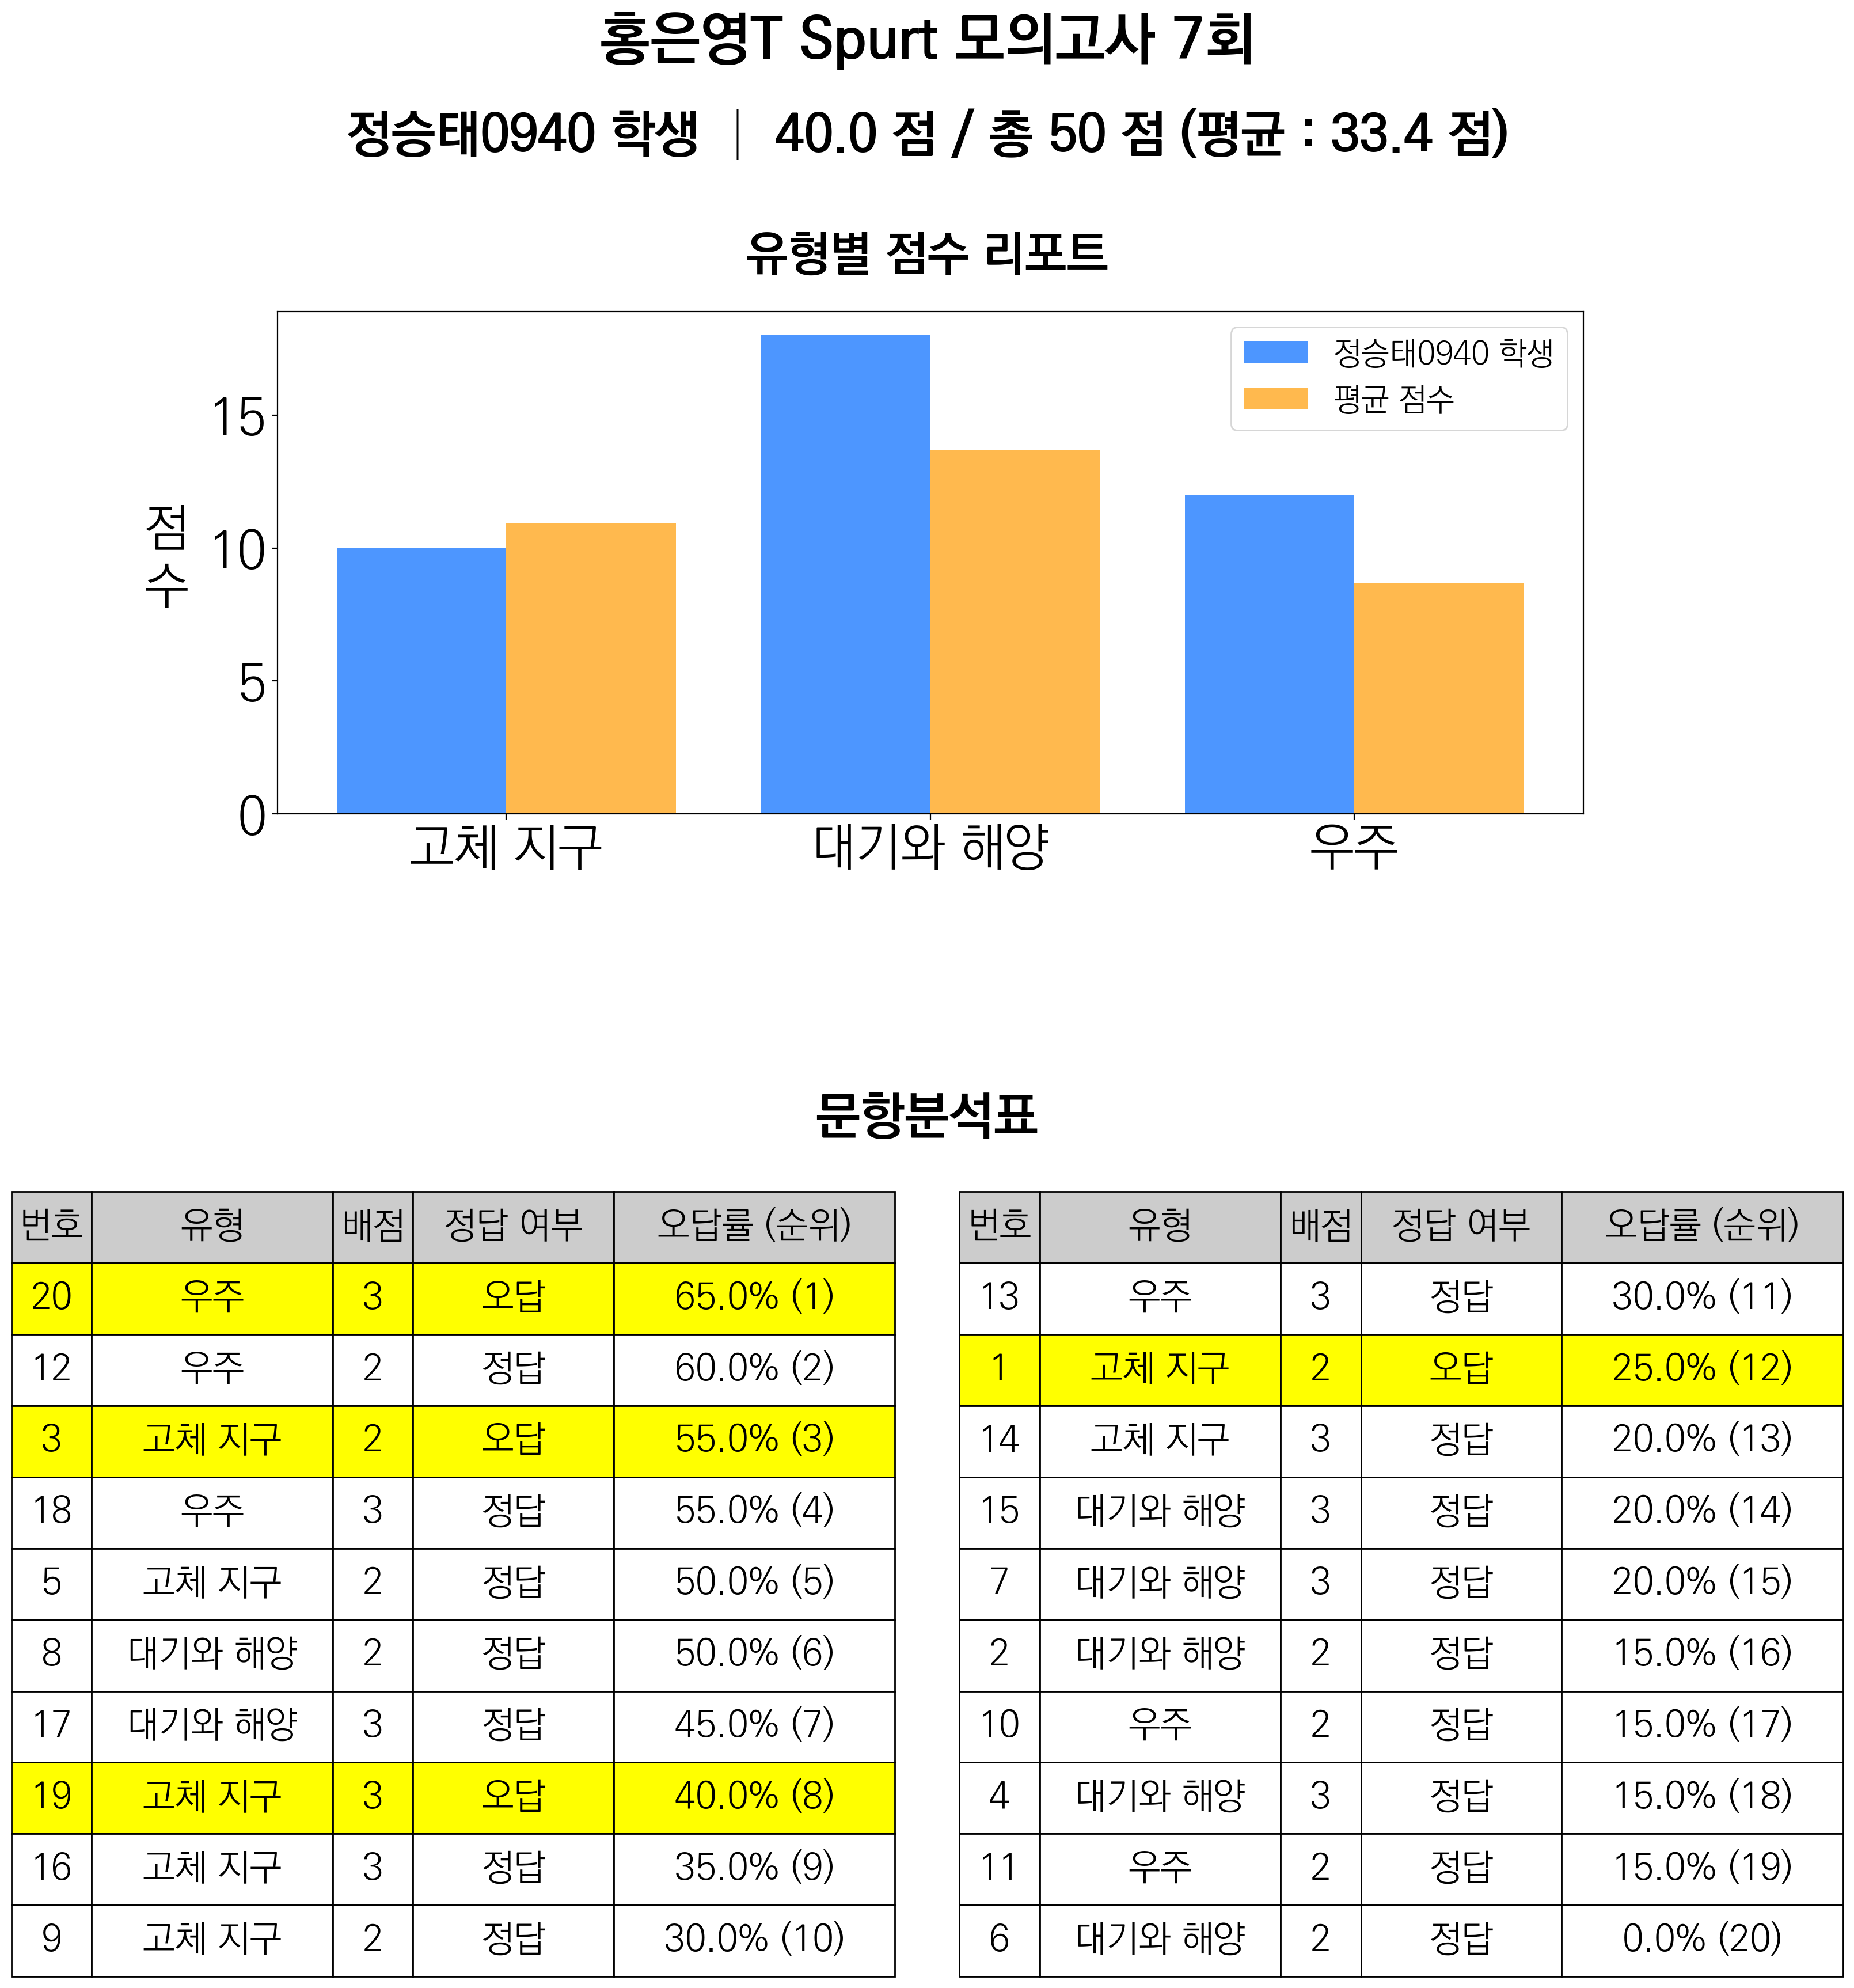 홍은영T Spurt 모의고사 7회
정승태0940 학생 | 40.0 점 / 총 50 점 (평균 : 33.4 점)
유형별 점수 리포트
정승태0940 학생
평균 점수
점
수
15
10
5
0
고체 지구 대기와 해양 우주
문항분석표
번호 유형 배점 정답 여부 오답률 (순위)
20 우주 3 오답 65.0% (1)
12 우주 2 정답 60.0% (2)
3 고체 지구 2 오답 55.0% (3)
18 우주 3 정답 55.0% (4)
5 고체 지구 2 정답 50.0% (5)
8 대기와 해양 2 정답 50.0% (6)
17 대기와 해양 3 정답 45.0% (7)
19 고체 지구 3 오답 40.0% (8)
16 고체 지구 3 정답 35.0% (9)
9 고체 지구 2 정답 30.0% (10)
번호 유형 배점 정답 여부 오답률 (순위)
13 우주 3 정답 30.0% (11)
1 고체 지구 2 오답 25.0% (12)
14 고체 지구 3 정답 20.0% (13)
15 대기와 해양 3 정답 20.0% (14)
7 대기와 해양 3 정답 20.0% (15)
2 대기와 해양 2 정답 15.0% (16)
10 우주 2 정답 15.0% (17)
4 대기와 해양 3 정답 15.0% (18)
11 우주 2 정답 15.0% (19)
6 대기와 해양 2 정답 0.0% (20)